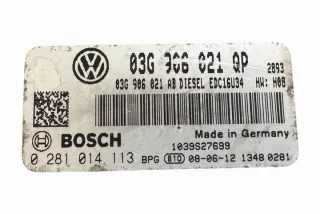 03G 906 021 QP 2893
03G 906 021 AB DIESEL EDC16U34 HW: H08
Made in Germany
BOSCH 1039S27699
0 281 014 113 BPG E10 08-06-12 1348 0281